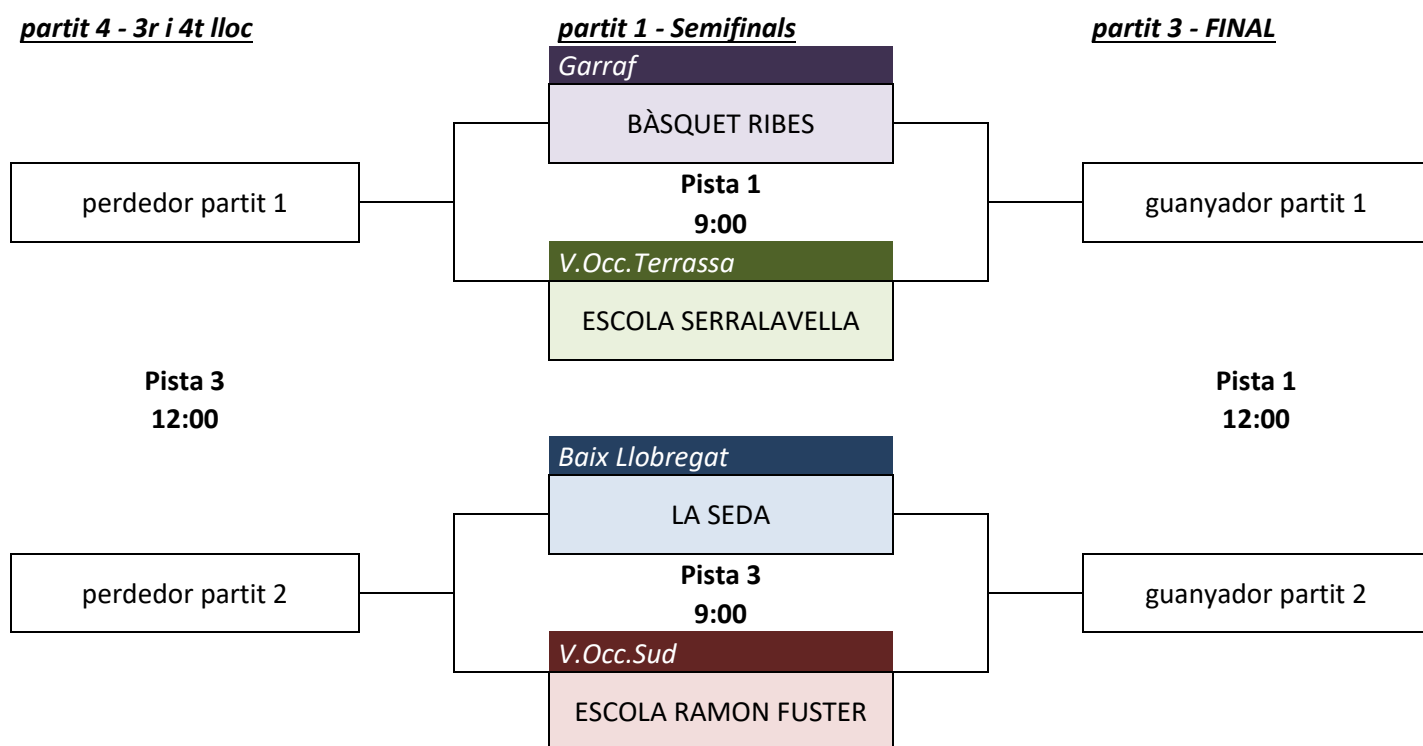 partit 4 - 3r i 4t lloc
partit 1 - Semifinals
partit 3 - FINAL
Garraf
BÀSQUET RIBES
perdedor partit 1
Pista 1
9:00
guanyador partit 1
V.Occ.Terrassa
ESCOLA SERRALAVELLA
Pista 3
12:00
Pista 1
12:00
Baix Llobregat
LA SEDA
perdedor partit 2
Pista 3
9:00
guanyador partit 2
V.Occ.Sud
ESCOLA RAMON FUSTER